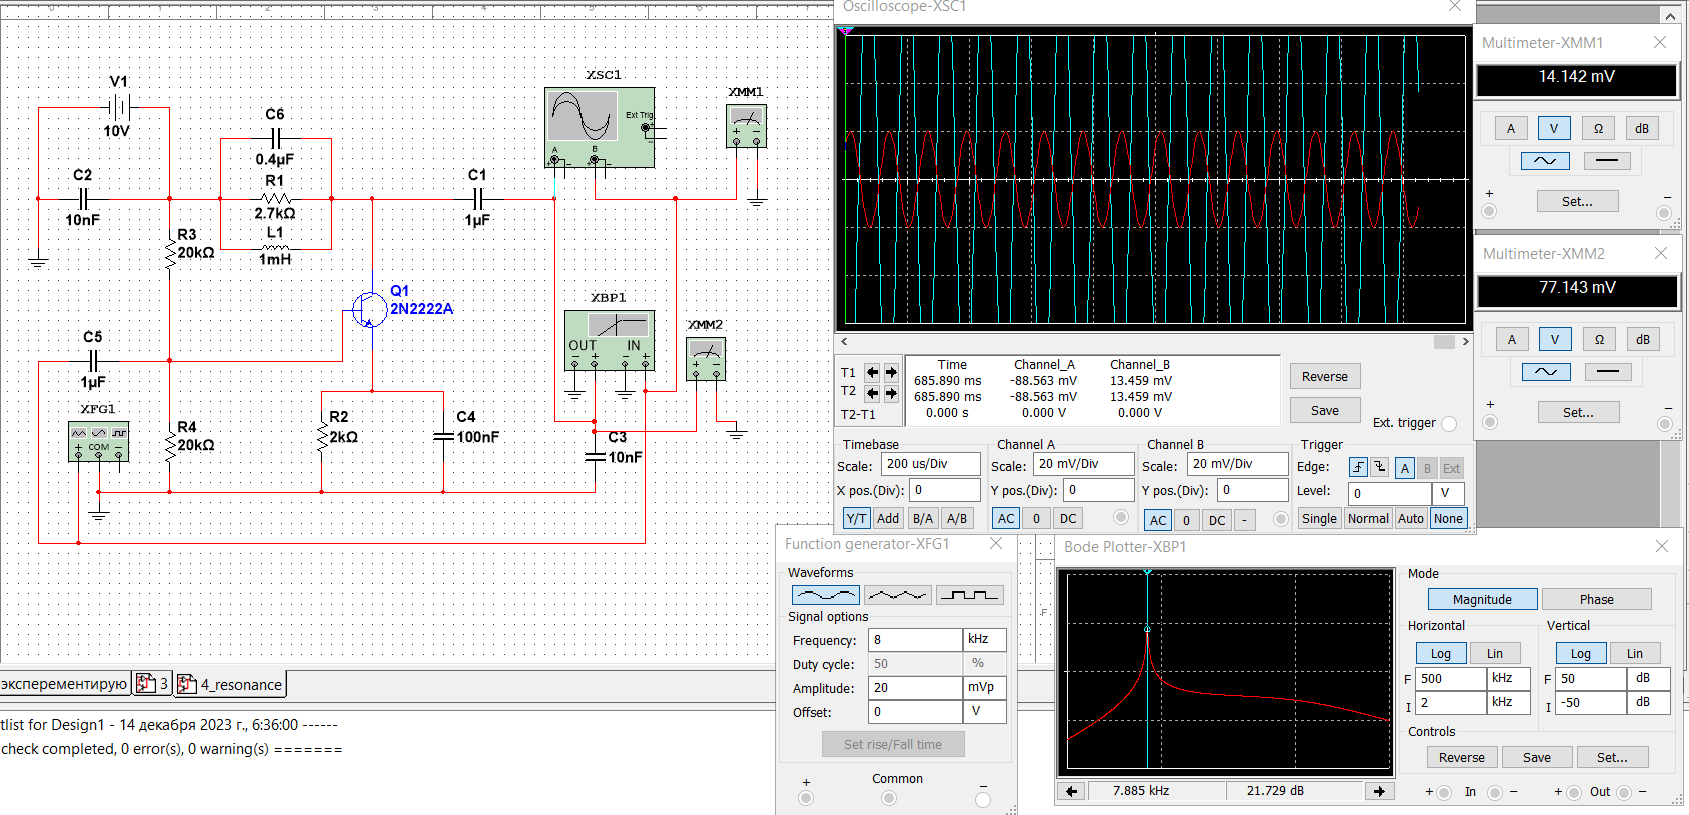 0 1 2 3 4 5 6 7
V1
10V
C6
0.4µF
R1
2.7kΩ
L1
1mH
C2
10nF
C1
1µF
R3
20kΩ
Q1
2N2222A
C5
1µF
XFG1
COM
R4
20kΩ
R2
2kΩ
C4
100nF
C3
10nF
XSC1
Ext Trig
A
B
XMM1
XBP1
OUT IN
XMM2
F
Oscilloscope-XSC1
Time Channel_A Channel_B
T1 685.890 ms -88.563 mV 13.459 mV
T2 685.890 ms -88.563 mV 13.459 mV
T2-T1 0.000 s 0.000 V 0.000 V
Reverse
Save
Ext. trigger
Timebase
Scale: 200 us/Div
X pos.(Div): 0
Y/T Add B/A A/B
Channel A
Scale: 20 mV/Div
Y pos.(Div): 0
AC 0 DC
Channel B
Scale: 20 mV/Div
Y pos.(Div): 0
AC 0 DC -
Trigger
Edge: A B Ext
Level: 0 V
Single Normal Auto None
Multimeter-XMM1
14.142 mV
A V Ω dB
+ -
Set...
Multimeter-XMM2
77.143 mV
A V Ω dB
+ -
Set...
Function generator-XFG1
Waveforms
Signal options
Frequency: 8 kHz
Duty cycle: 50 %
Amplitude: 20 mVp
Offset: 0 V
Set rise/Fall time
+ Common -
Bode Plotter-XBP1
7.885 kHz 21.729 dB
Mode
Magnitude Phase
Horizontal Vertical
Log Lin Log Lin
F 500 kHz F 50 dB
I 2 kHz I -50 dB
Controls
Reverse Save Set...
+ In - + Out -
эксперементирую 3 4_resonance
tlist for Design1 - 14 декабря 2023 г., 6:36:00 ------
check completed, 0 error(s), 0 warning(s) =======